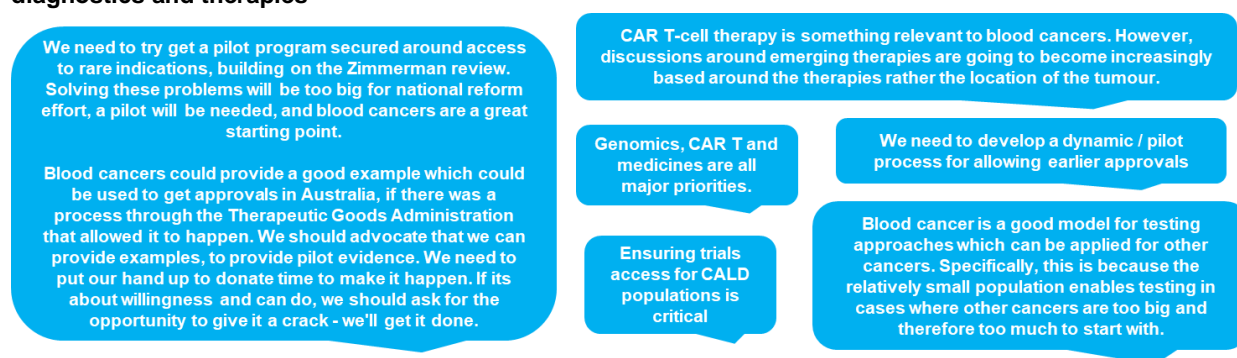 diagnostics and therapies
We need to try get a pilot program secured around access
to rare indications, building on the Zimmerman review.
Solving these problems will be too big for national reform
effort, a pilot will be needed, and blood cancers are a great
starting point.
Blood cancers could provide a good example which could
be used to get approvals in Australia, if there was a
process through the Therapeutic Goods Administration
that allowed it to happen. We should advocate that we can
provide examples, to provide pilot evidence. We need to
put our hand up to donate time to make it happen. If its
about willingness and can do, we should ask for the
opportunity to give it a crack - we'll get it done.
CAR T-cell therapy is something relevant to blood cancers. However,
discussions around emerging therapies are going to become increasingly
based around the therapies rather the location of the tumour.
Genomics, CAR T and
medicines are all
major priorities.
We need to develop a dynamic / pilot
process for allowing earlier approvals
Ensuring trials
access for CALD
populations is
critical
Blood cancer is a good model for testing
approaches which can be applied for other
cancers. Specifically, this is because the
relatively small population enables testing in
cases where other cancers are too big and
therefore too much to start with.